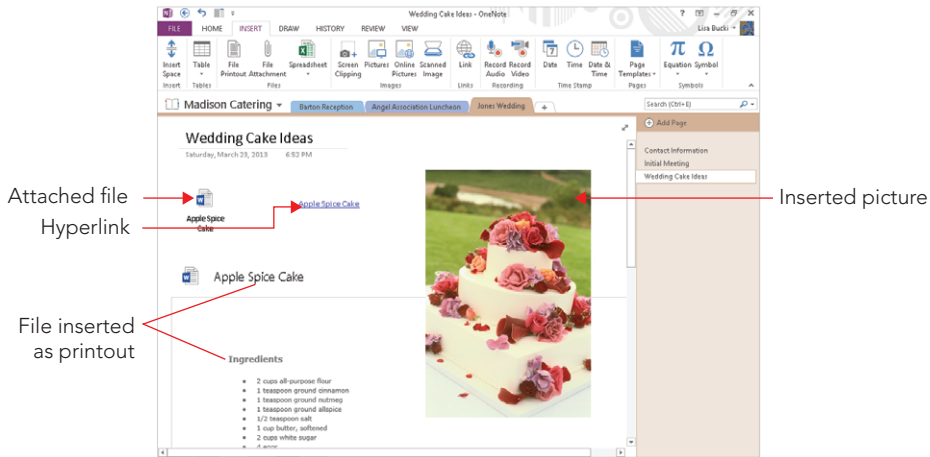 Wedding Cake Ideas - OneNote
?
FILE HOME INSERT DRAW HISTORY REVIEW VIEW
Lisa Bucki
Insert Space
Table
File Printout
File Attachment
Spreadsheet
Screen Clipping
Pictures
Online Pictures
Scanned Image
Link
Record Audio
Record Video
Date
Time
Date & Time
Page Templates
π Equation
Ω Symbol
Insert Tables Files Images Links Recording Time Stamp Pages Symbols
Madison Catering
Barton Reception
Angel Association Luncheon
Jones Wedding
+
Search (Ctrl+E)
Add Page
Contact Information
Initial Meeting
Wedding Cake Ideas
Wedding Cake Ideas
Saturday, March 23, 2013 6:52 PM
Attached file
Hyperlink
Apple Spice Cake
Apple Spice
Cake
Inserted picture
Apple Spice Cake
File inserted
as printout
Ingredients
• 2 cups all-purpose flour
• 1 teaspoon ground cinnamon
• 1 teaspoon ground nutmeg
• 1 teaspoon ground allspice
• 1/2 teaspoon salt
• 1 cup butter, softened
• 2 cups white sugar